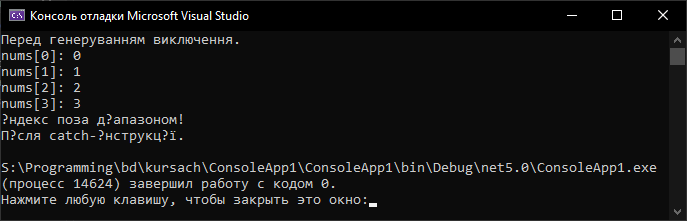 Консоль отладки Microsoft Visual Studio
Перед генеруванням виключення.
nums[0]: 0
nums[1]: 1
nums[2]: 2
nums[3]: 3
?ндекс поза д?апазоном!
П?сля catch-?нструкц?ї.
S:\Programming\bd\kursach\ConsoleApp1\ConsoleApp1\bin\Debug\net5.0\ConsoleApp1.exe
(процесс 14624) завершил работу с кодом 0.
Нажмите любую клавишу, чтобы закрыть это окно: